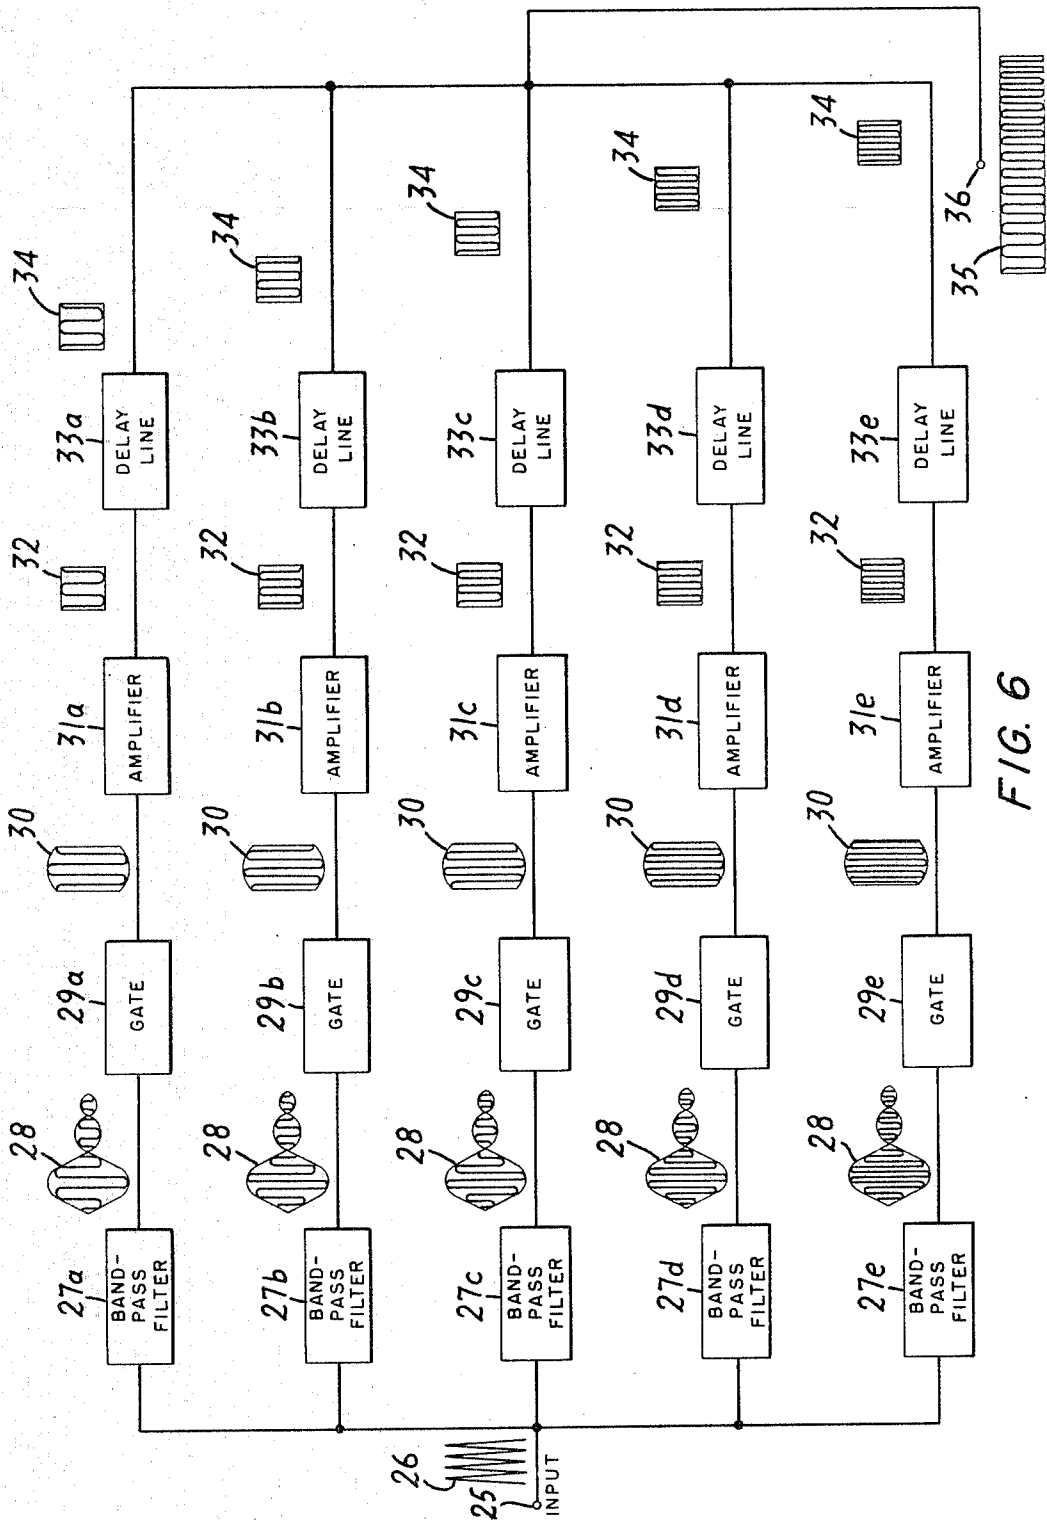 26
25
INPUT
27a
BAND-
PASS
FILTER
28
29a
GATE
30
31a
AMPLIFIER
32
33a
DELAY
LINE
34
27b
BAND-
PASS
FILTER
28
29b
GATE
30
31b
AMPLIFIER
32
33b
DELAY
LINE
34
27c
BAND-
PASS
FILTER
28
29c
GATE
30
31c
AMPLIFIER
32
33c
DELAY
LINE
34
27d
BAND-
PASS
FILTER
28
29d
GATE
30
31d
AMPLIFIER
32
33d
DELAY
LINE
34
27e
BAND-
PASS
FILTER
28
29e
GATE
30
31e
AMPLIFIER
32
33e
DELAY
LINE
34
36
35
FIG. 6